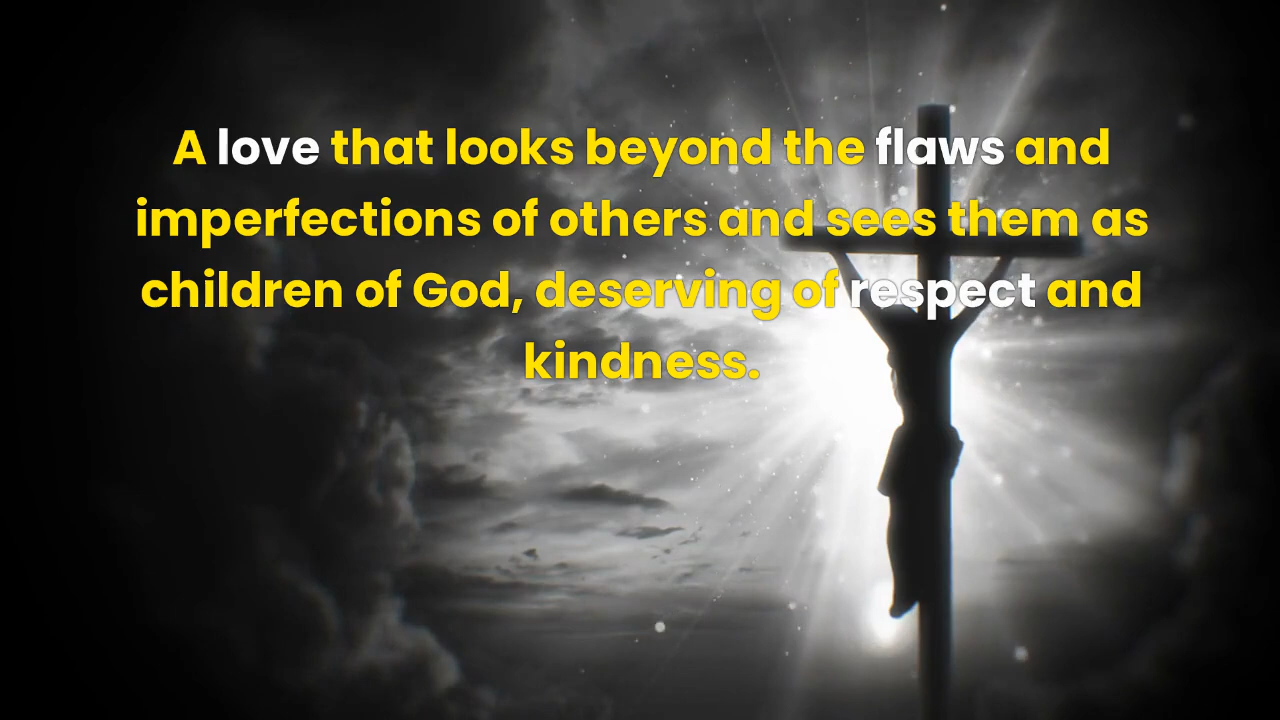 A love that looks beyond the flaws and
imperfections of others and sees them as
children of God, deserving of respect and
kindness.